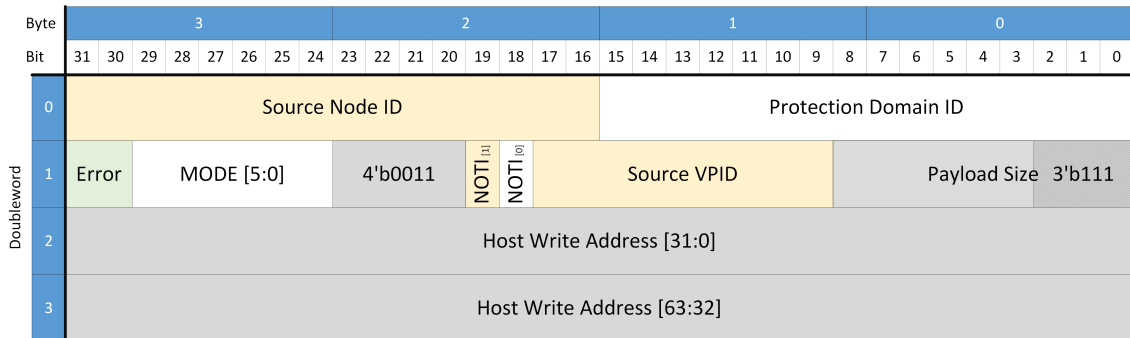 Byte 3 2 1 0
Bit 31 30 29 28 27 26 25 24 23 22 21 20 19 18 17 16 15 14 13 12 11 10 9 8 7 6 5 4 3 2 1 0
Doubleword
0 Source Node ID Protection Domain ID
1 Error MODE [5:0] 4'b0011 NOTI [1] NOTI [0] Source VPID Payload Size 3'b111
2 Host Write Address [31:0]
3 Host Write Address [63:32]